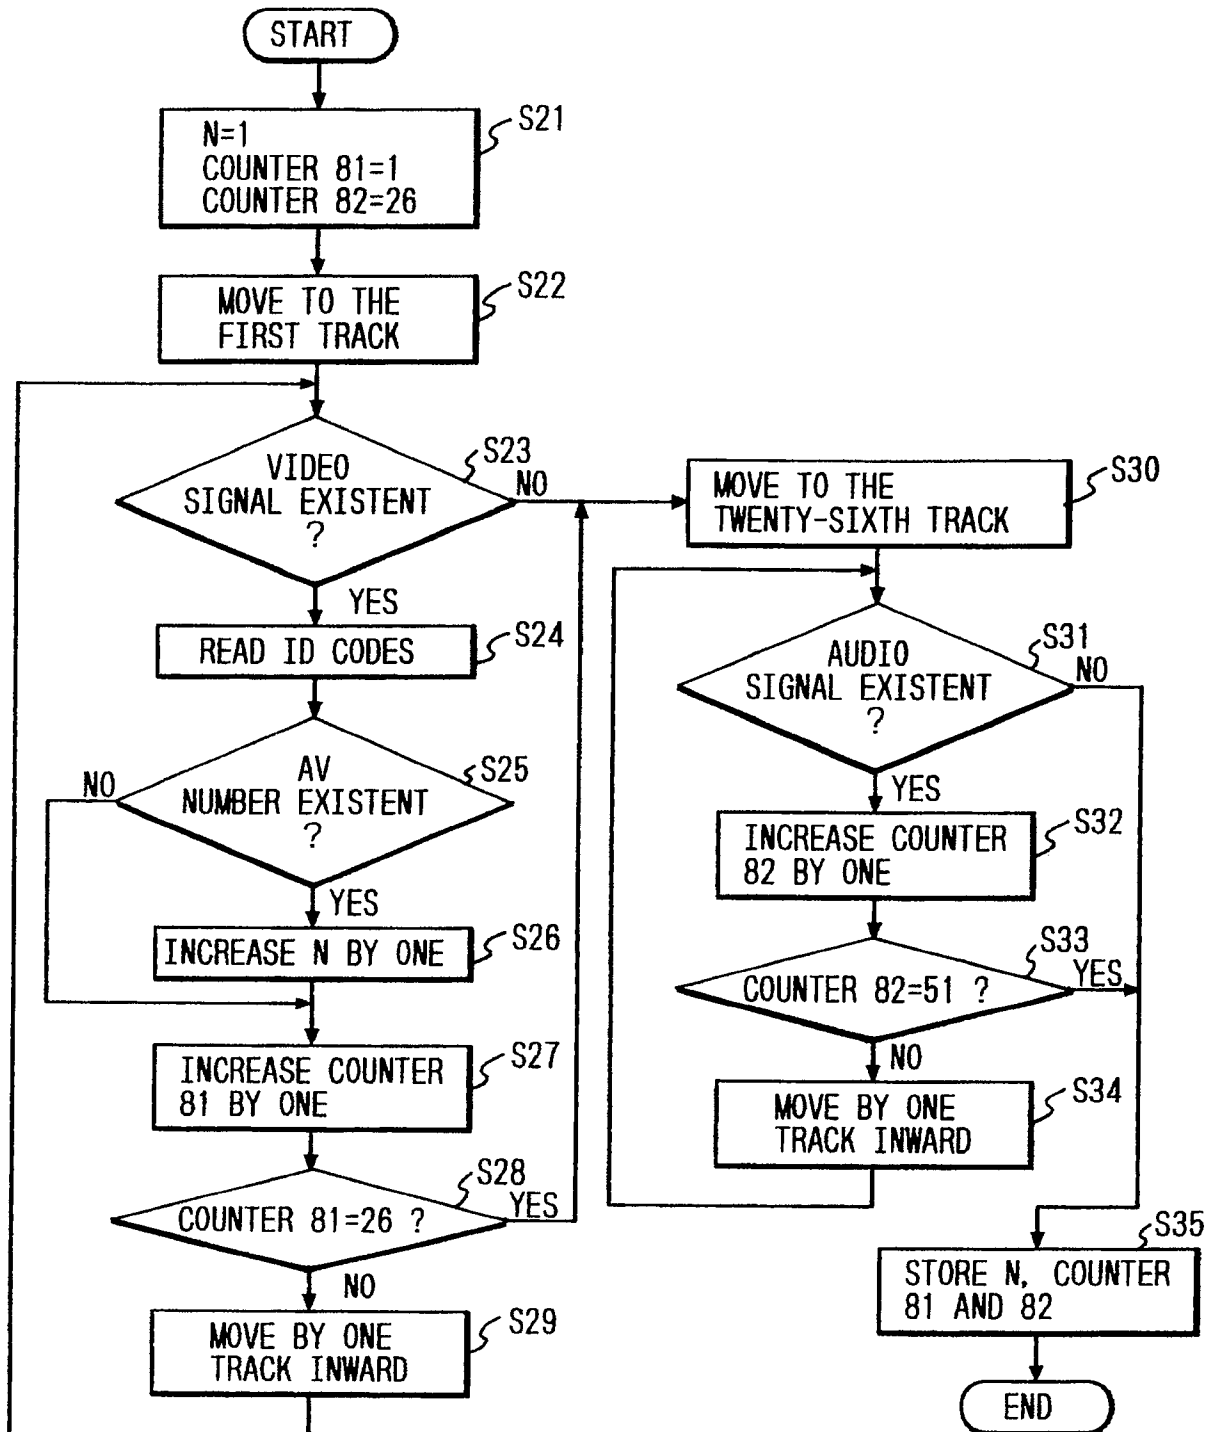 START
S21
N=1
COUNTER 81=1
COUNTER 82=26
S22
MOVE TO THE
FIRST TRACK
S23
VIDEO
SIGNAL EXISTENT
?
NO
YES
S24
READ ID CODES
S25
AV
NUMBER EXISTENT
?
NO
YES
S26
INCREASE N BY ONE
S27
INCREASE COUNTER
81 BY ONE
S28
COUNTER 81=26 ?
YES
NO
S29
MOVE BY ONE
TRACK INWARD
S30
MOVE TO THE
TWENTY-SIXTH TRACK
S31
AUDIO
SIGNAL EXISTENT
?
NO
YES
S32
INCREASE COUNTER
82 BY ONE
S33
COUNTER 82=51 ?
YES
NO
S34
MOVE BY ONE
TRACK INWARD
S35
STORE N, COUNTER
81 AND 82
END